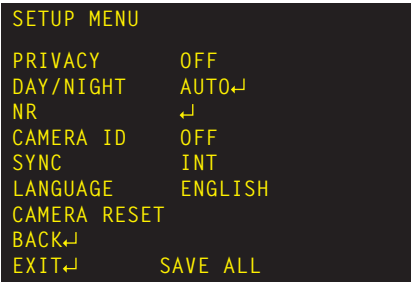 SETUP MENU
PRIVACY OFF
DAY/NIGHT AUTO↵
NR ↵
CAMERA ID OFF
SYNC INT
LANGUAGE ENGLISH
CAMERA RESET
BACK↵
EXIT↵ SAVE ALL